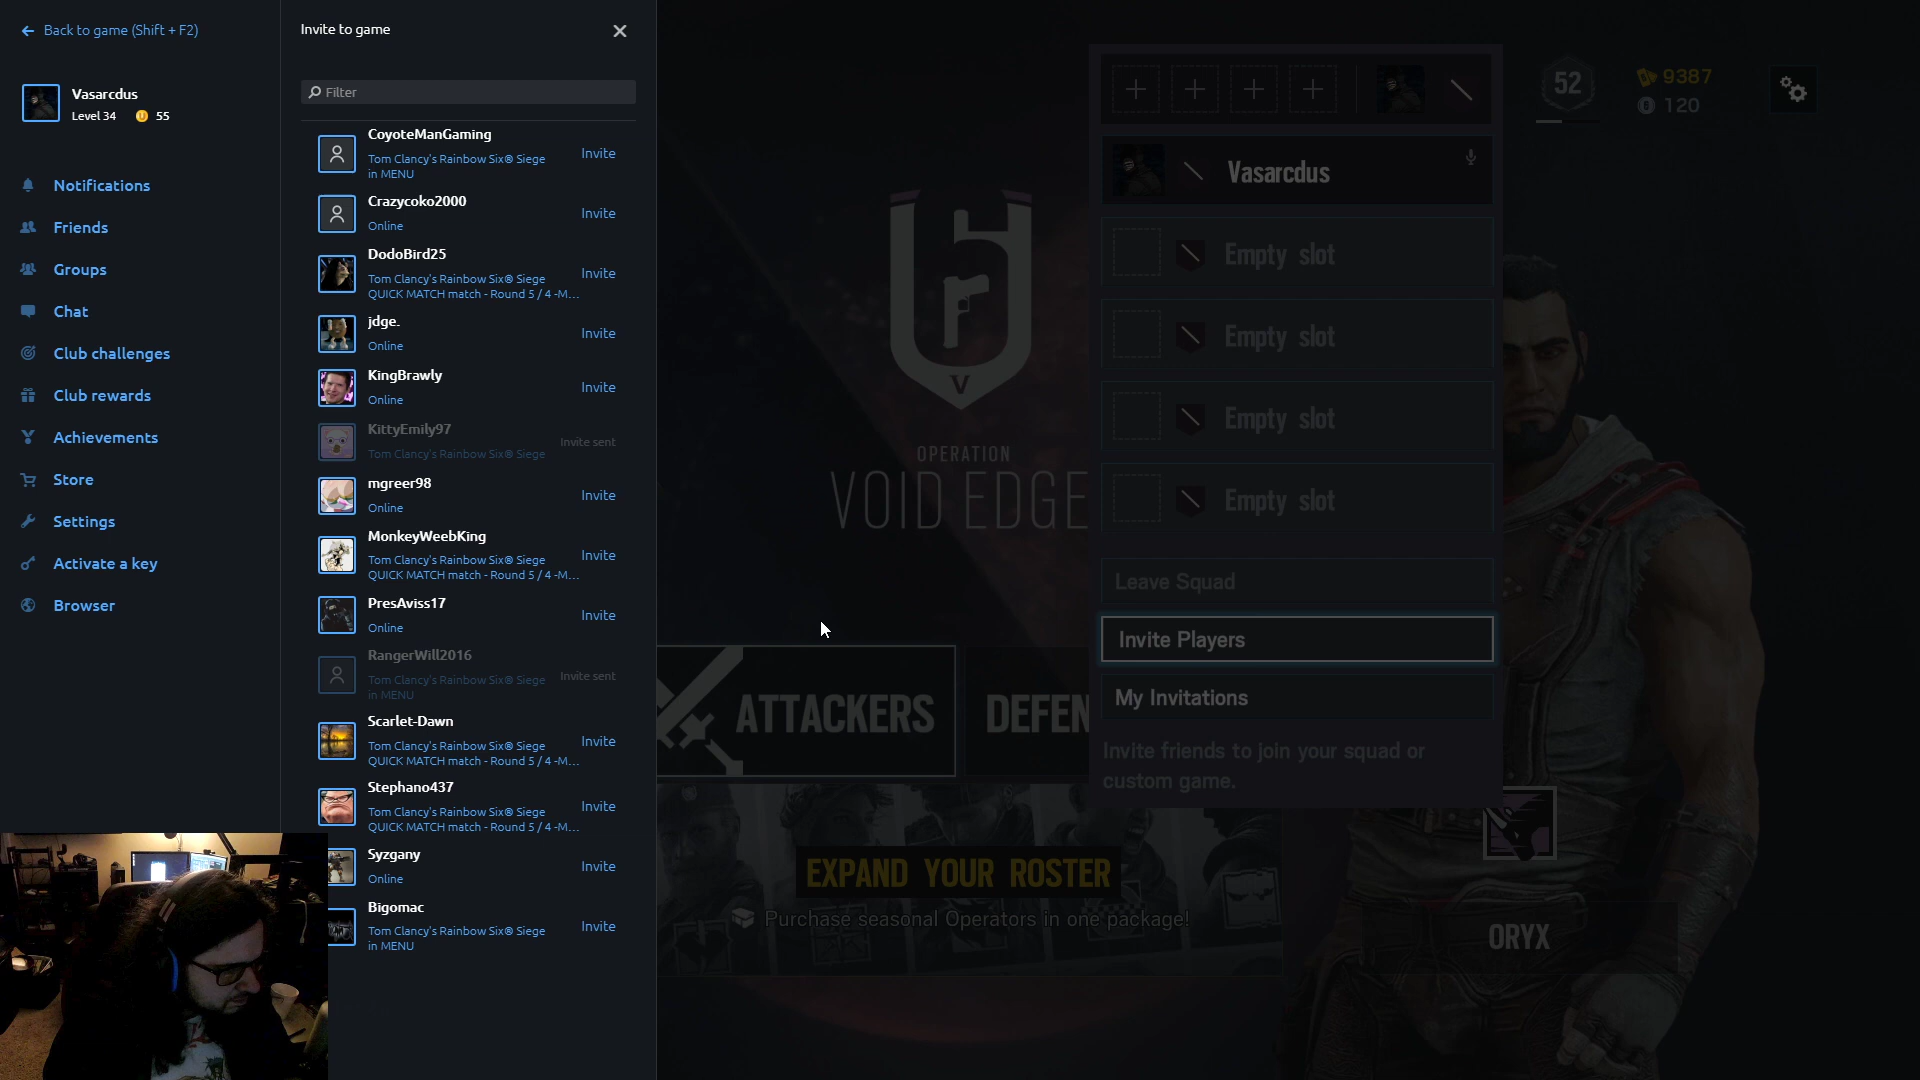 Back to game (Shift + F2)
Vasarcdus
Level 34 55
Notifications
Friends
Groups
Chat
Club challenges
Club rewards
Achievements
Store
Settings
Activate a key
Browser
Invite to game
Filter
CoyoteManGaming
Tom Clancy's Rainbow Six® Siege
in MENU
Invite
Crazycoko2000
Online
Invite
DodoBird25
Tom Clancy's Rainbow Six® Siege
QUICK MATCH match - Round 5 / 4 -M...
Invite
jdge.
Online
Invite
KingBrawly
Online
Invite
KittyEmily97
Tom Clancy's Rainbow Six® Siege
Invite sent
mgreer98
Online
Invite
MonkeyWeebKing
Tom Clancy's Rainbow Six® Siege
QUICK MATCH match - Round 5 / 4 -M...
Invite
PresAviss17
Online
Invite
RangerWill2016
Tom Clancy's Rainbow Six® Siege
in MENU
Invite sent
Scarlet-Dawn
Tom Clancy's Rainbow Six® Siege
QUICK MATCH match - Round 5 / 4 -M...
Invite
Stephano437
Tom Clancy's Rainbow Six® Siege
QUICK MATCH match - Round 5 / 4 -M...
Invite
Syzgany
Online
Invite
Bigomac
Tom Clancy's Rainbow Six® Siege
in MENU
Invite
V
OPERATION
VOID EDGE
ATTACKERS
DEFEN
EXPAND YOUR ROSTER
Purchase seasonal Operators in one package!
Vasarcdus
Empty slot
Empty slot
Empty slot
Empty slot
Leave Squad
Invite Players
My Invitations
Invite friends to join your squad or
custom game.
52
9387
120
ORYX